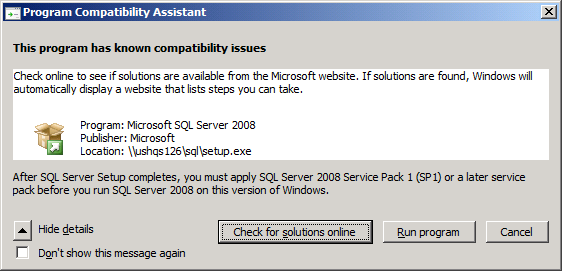 Program Compatibility Assistant
This program has known compatibility issues
Check online to see if solutions are available from the Microsoft website. If solutions are found, Windows will
automatically display a website that lists steps you can take.
Program: Microsoft SQL Server 2008
Publisher: Microsoft
Location: \\ushqs126\sql\setup.exe
After SQL Server Setup completes, you must apply SQL Server 2008 Service Pack 1 (SP1) or a later service
pack before you run SQL Server 2008 on this version of Windows.
Hide details
Check for solutions online
Run program
Cancel
Don't show this message again